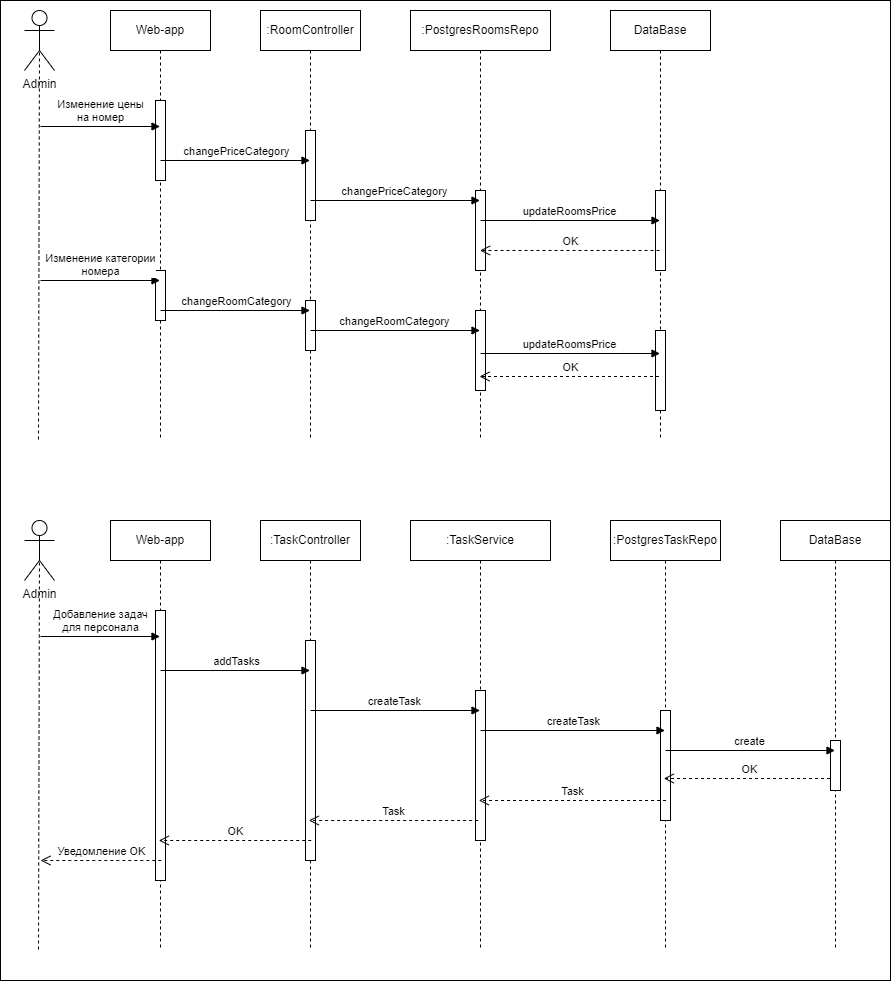 Web-app
:RoomController
:PostgresRoomsRepo
DataBase
Admin
Изменение цены
на номер
changePriceCategory
changePriceCategory
updateRoomsPrice
OK
Изменение категории
номера
changeRoomCategory
changeRoomCategory
updateRoomsPrice
OK
Web-app
:TaskController
:TaskService
:PostgresTaskRepo
DataBase
Admin
Добавление задач
для персонала
addTasks
createTask
createTask
create
OK
Task
Task
OK
Уведомление OK